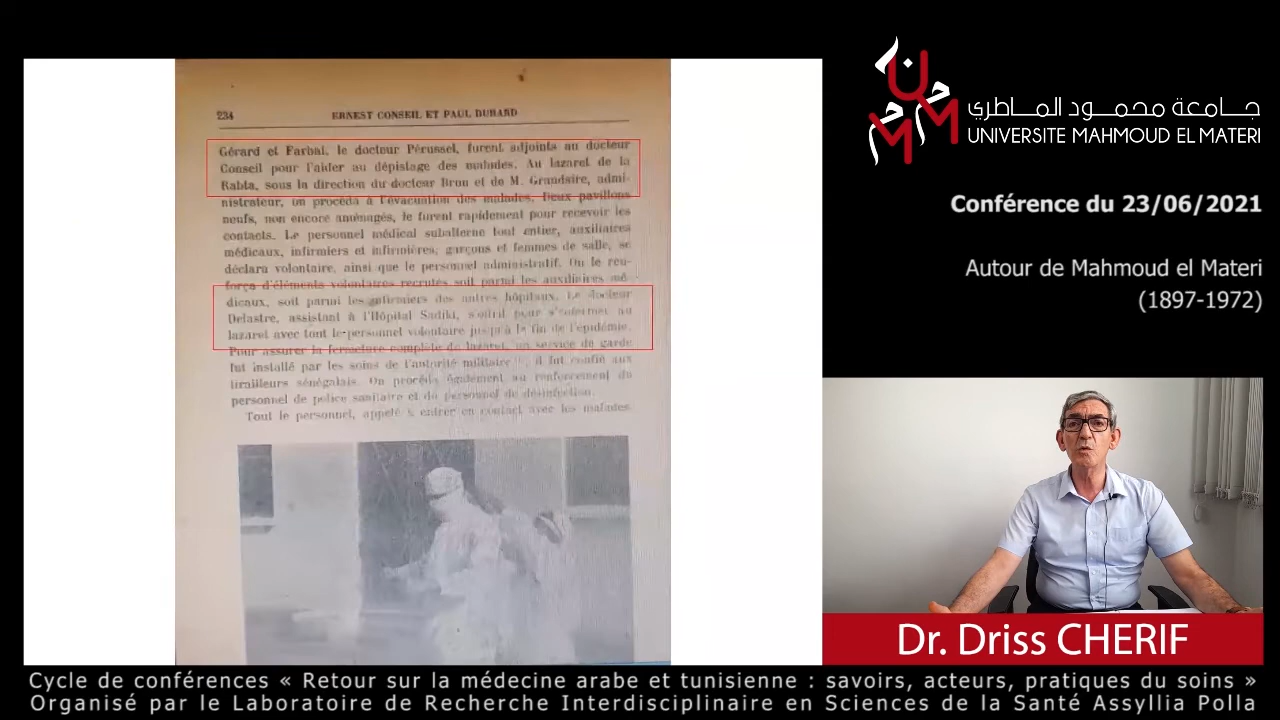 234
ERNEST CONSEIL ET PAUL DURAND
Gérard et Farhat, le docteur Pérussel, furent adjoints au docteur
Conseil pour l'aider au dépistage des malades. Au lazaret de la
Rabta, sous la direction du docteur Brun et de M. Grandsire, admi-
nistrateur, on procéda à l'évacuation des malades. Deux pavillons
neufs, non encore aménagés, le furent rapidement pour recevoir les
contacts. Le personnel médical subalterne tout entier, auxiliaires
médicaux, infirmiers et infirmières, garçons et femmes de salle, se
déclara volontaire, ainsi que le personnel administratif. On le ren-
força d'éléments volontaires recrutés soit parmi les auxiliaires mé-
dicaux, soit parmi les infirmiers des autres hôpitaux. Le docteur
Delastre, assistant à l'Hôpital Sadiki, s'offrit pour s'enfermer au
lazaret avec tout le personnel volontaire jusqu'à la fin de l'épidémie.
Pour assurer la fermeture complète du lazaret, un service de garde
fut installé par les soins de l'autorité militaire il fut confié aux
tirailleurs sénégalais. On procéda également au renforcement du
personnel de police sanitaire et du personnel de désinfection.
Tout le personnel, appelé à entrer en contact avec les malades
جامعة محمود الماطري
UNIVERSITE MAHMOUD EL MATERI
Conférence du 23/06/2021
Autour de Mahmoud el Materi
(1897-1972)
Dr. Driss CHERIF
Cycle de conférences « Retour sur la médecine arabe et tunisienne : savoirs, acteurs, pratiques du soins »
Organisé par le Laboratoire de Recherche Interdisciplinaire en Sciences de la Santé Assyllia Polla